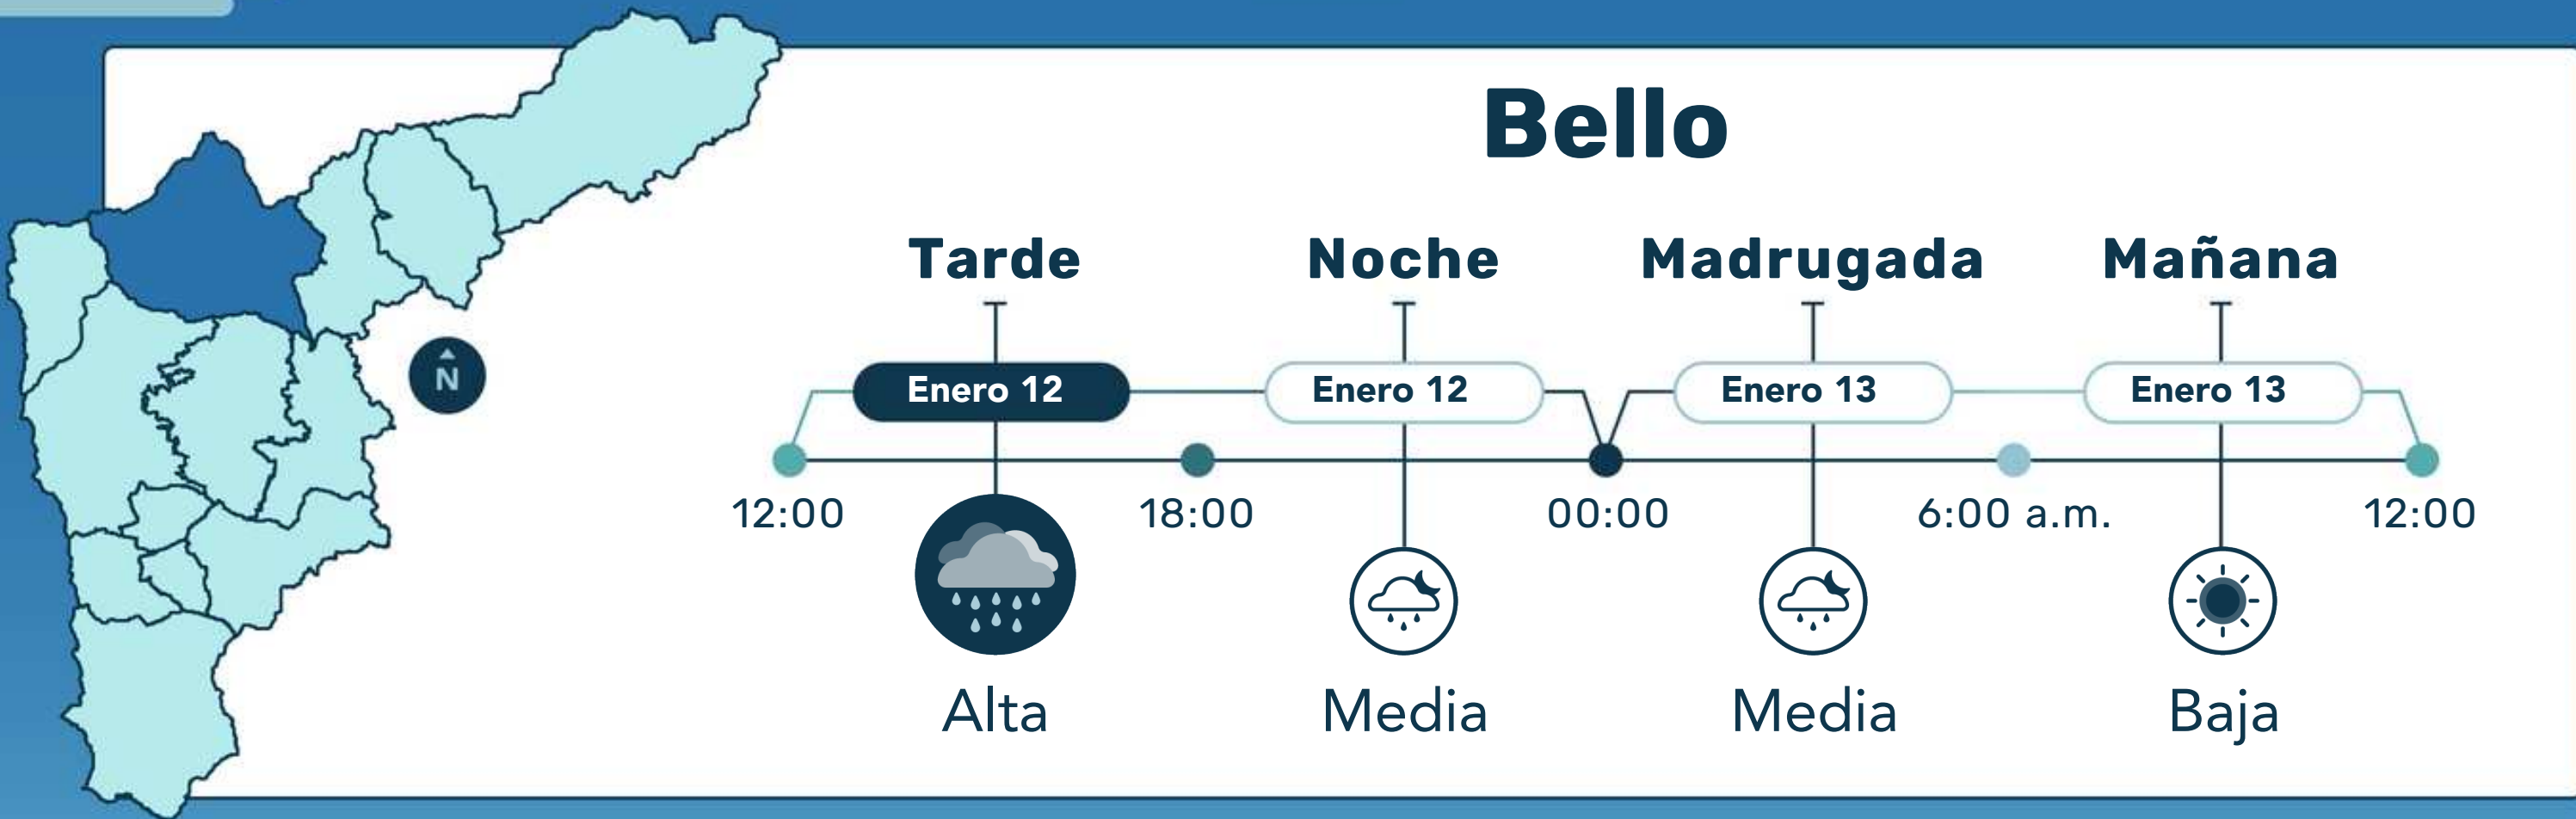 Bello
Tarde Noche Madrugada Mañana
N
Enero 12 Enero 12 Enero 13 Enero 13
12:00 18:00 00:00 6:00 a.m. 12:00
Alta Media Media Baja